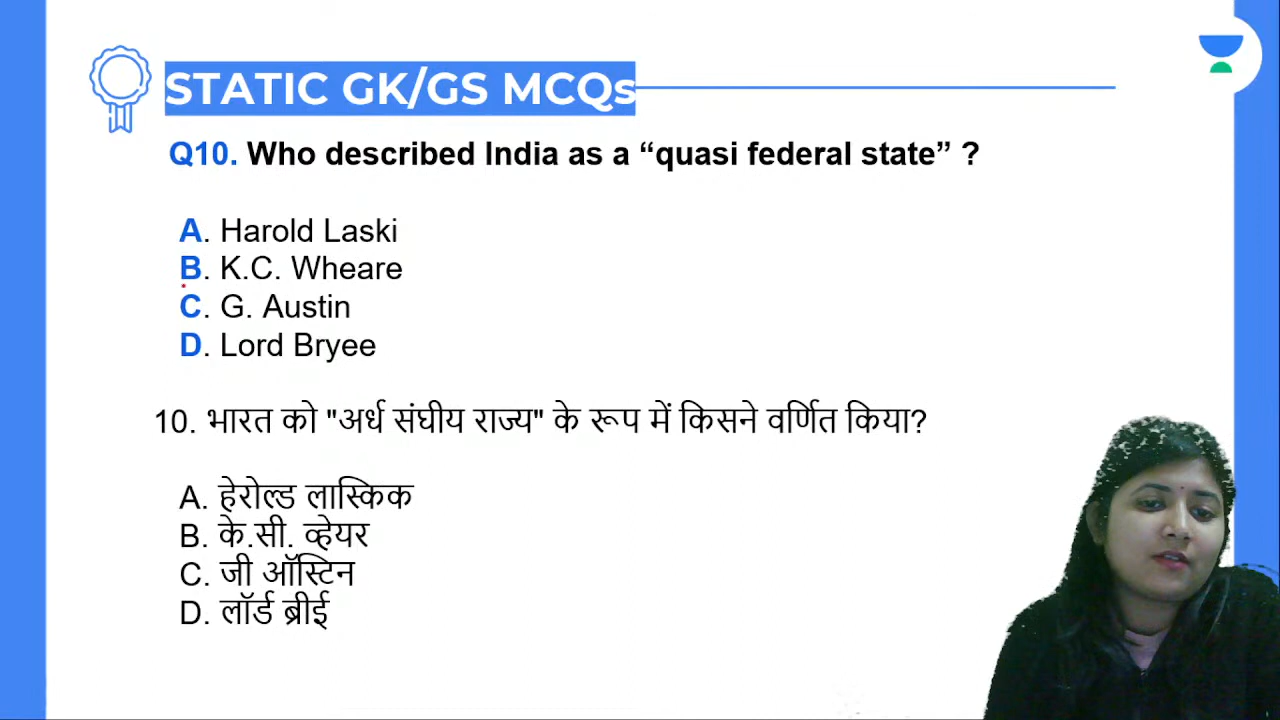 STATIC GK/GS MCQs
Q10. Who described India as a “quasi federal state” ?
A. Harold Laski
B. K.C. Wheare
C. G. Austin
D. Lord Bryee
10. भारत को "अर्ध संघीय राज्य" के रूप में किसने वर्णित किया?
A. हेरोल्ड लास्किक
B. के.सी. व्हेयर
C. जी ऑस्टिन
D. लॉर्ड ब्रीई